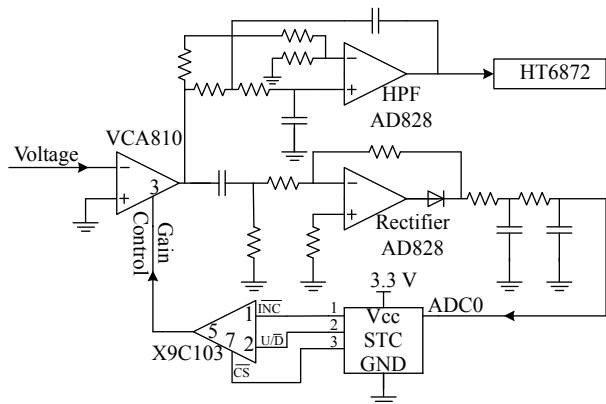 HPF
AD828
HT6872
VCA810
Voltage
−
+
3
−
+
−
+
Rectifier
AD828
Gain
Control
3.3 V
ADC0
Vcc
STC
GND
1
2
3
INC
U/D
CS
1
2
5
7
X9C103